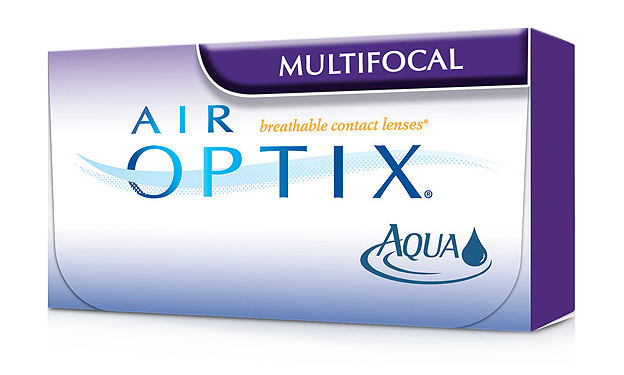 MULTIFOCAL
AIR
breathable contact lenses*
OPTIX®
AQUA